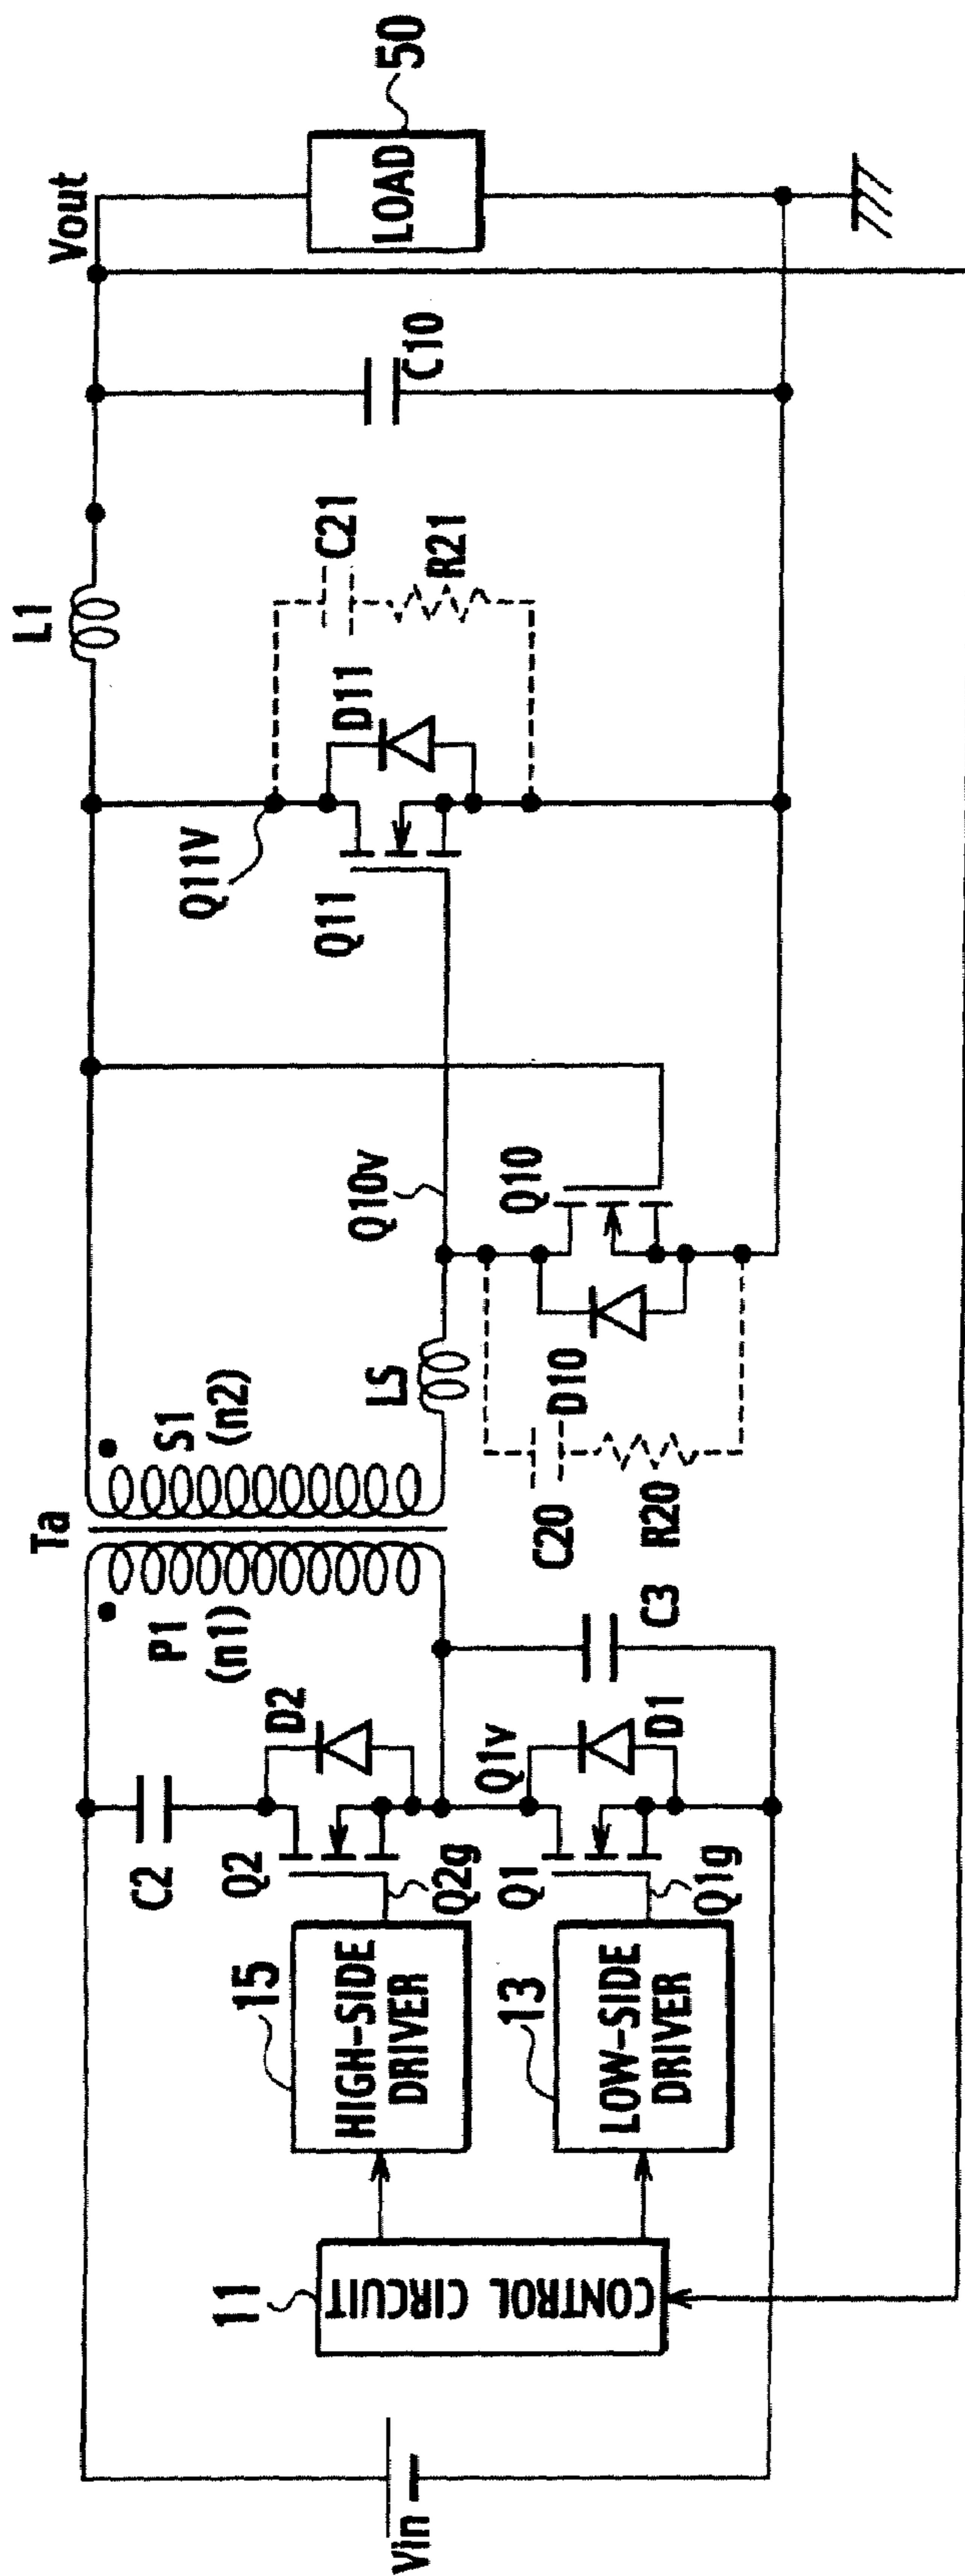 Vin
11
CONTROL CIRCUIT
15
HIGH-SIDE
DRIVER
13
LOW-SIDE
DRIVER
C2
Q2
Q2g
D2
Q1
Q1g
Q1v
D1
C3
P1
(n1)
Ta
S1
(n2)
LS
C20
R20
D10
Q10
Q10v
Q11V
Q11
D11
C21
R21
L1
C10
Vout
LOAD
50